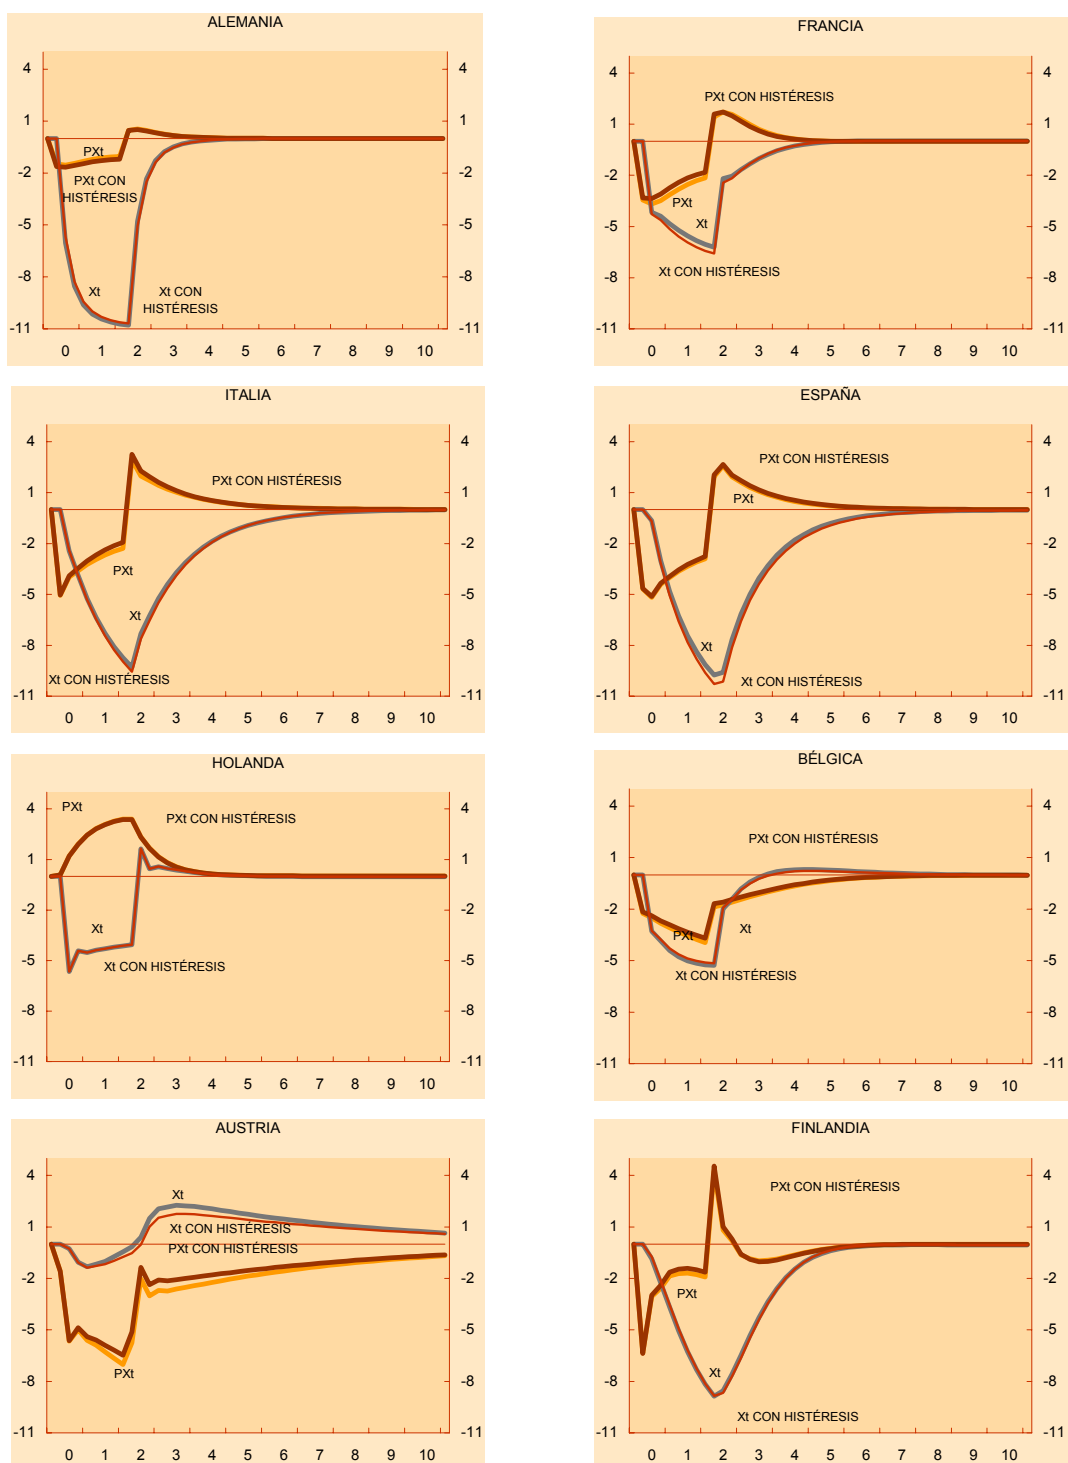 ALEMANIA
4 4
1 1
PXt
-2 -2
PXt CON
HISTÉRESIS
-5 -5
-8 -8
Xt
Xt CON
HISTÉRESIS
-11 -11
0 1 2 3 4 5 6 7 8 9 10
FRANCIA
4 4
PXt CON HISTÉRESIS
1 1
-2 -2
PXt
Xt
-5 -5
Xt CON HISTÉRESIS
-8 -8
-11 -11
0 1 2 3 4 5 6 7 8 9 10
ITALIA
4 4
PXt CON HISTÉRESIS
1 1
-2 -2
PXt
-5 -5
Xt
-8 -8
Xt CON HISTÉRESIS
-11 -11
0 1 2 3 4 5 6 7 8 9 10
ESPAÑA
4 4
PXt CON HISTÉRESIS
1 1
PXt
-2 -2
-5 -5
Xt
-8 -8
Xt CON HISTÉRESIS
-11 -11
0 1 2 3 4 5 6 7 8 9 10
HOLANDA
4 4
PXt
PXt CON HISTÉRESIS
1 1
-2 -2
Xt
-5 -5
Xt CON HISTÉRESIS
-8 -8
-11 -11
0 1 2 3 4 5 6 7 8 9 10
BÉLGICA
4 4
PXt CON HISTÉRESIS
1 1
-2 -2
Xt
PXt
-5 -5
Xt CON HISTÉRESIS
-8 -8
-11 -11
0 1 2 3 4 5 6 7 8 9 10
AUSTRIA
4 4
Xt
1 1
Xt CON HISTÉRESIS
PXt CON HISTÉRESIS
-2 -2
-5 -5
PXt
-8 -8
-11 -11
0 1 2 3 4 5 6 7 8 9 10
FINLANDIA
4 4
PXt CON HISTÉRESIS
1 1
-2 -2
PXt
-5 -5
Xt
-8 -8
Xt CON HISTÉRESIS
-11 -11
0 1 2 3 4 5 6 7 8 9 10